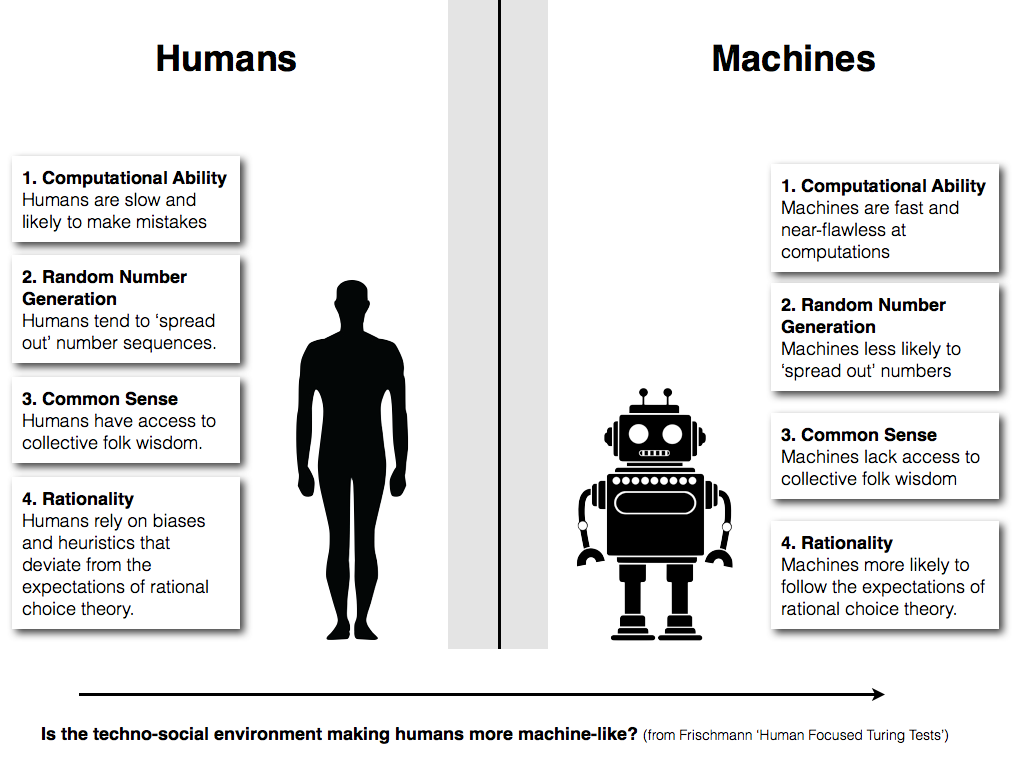 Humans
1. Computational Ability
Humans are slow and
likely to make mistakes
2. Random Number
Generation
Humans tend to ‘spread
out’ number sequences.
3. Common Sense
Humans have access to
collective folk wisdom.
4. Rationality
Humans rely on biases
and heuristics that
deviate from the
expectations of rational
choice theory.
Machines
1. Computational Ability
Machines are fast and
near-flawless at
computations
2. Random Number
Generation
Machines less likely to
‘spread out’ numbers
3. Common Sense
Machines lack access to
collective folk wisdom
4. Rationality
Machines more likely to
follow the expectations of
rational choice theory.
Is the techno-social environment making humans more machine-like? (from Frischmann ‘Human Focused Turing Tests’)